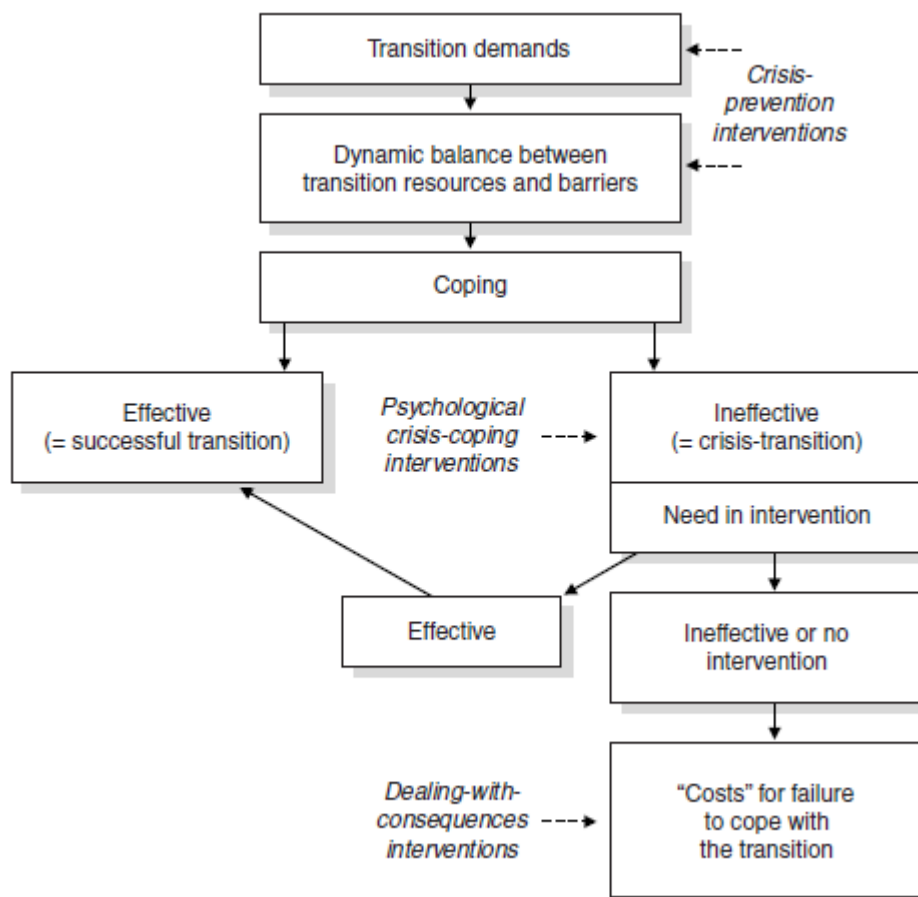 Transition demands
Crisis-
prevention
interventions
Dynamic balance between
transition resources and barriers
Coping
Effective
(= successful transition)
Psychological
crisis-coping
interventions
Ineffective
(= crisis-transition)
Need in intervention
Effective
Ineffective or no
intervention
Dealing-with-
consequences
interventions
“Costs” for failure
to cope with
the transition